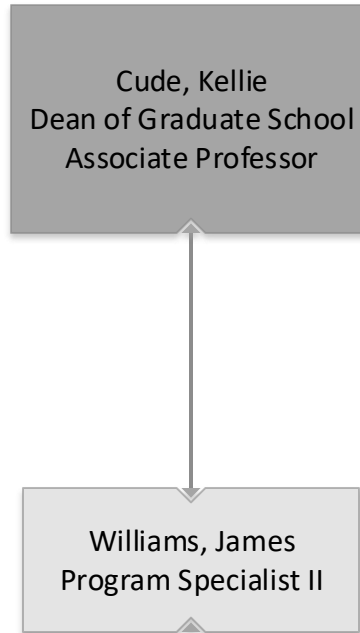 Cude, Kellie
Dean of Graduate School
Associate Professor
Williams, James
Program Specialist II